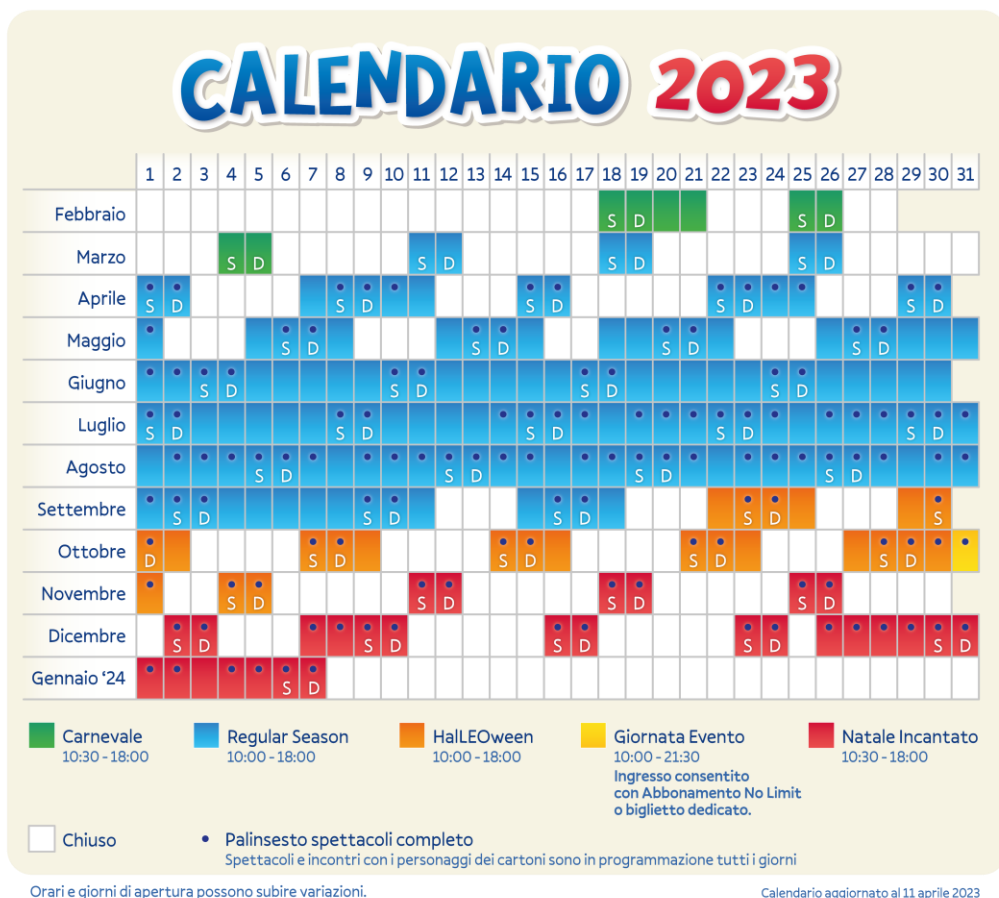 CALENDARIO 2023
1 2 3 4 5 6 7 8 9 10 11 12 13 14 15 16 17 18 19 20 21 22 23 24 25 26 27 28 29 30 31
Febbraio S D S D
Marzo S D S D S D S D
Aprile S D S D S D S D S D
Maggio S D S D S D S D
Giugno S D S D S D S D
Luglio S D S D S D S D S D
Agosto S D S D S D S D
Settembre S D S D S D S D S
Ottobre D S D S D S D S D
Novembre S D S D S D S D
Dicembre S D S D S D S D S D
Gennaio ‘24 S D
Carnevale
10:30 - 18:00
Regular Season
10:00 - 18:00
HalLEOween
10:00 - 18:00
Giornata Evento
10:00 - 21:30
Ingresso consentito
con Abbonamento No Limit
o biglietto dedicato.
Natale Incantato
10:30 - 18:00
Chiuso
• Palinsesto spettacoli completo
Spettacoli e incontri con i personaggi dei cartoni sono in programmazione tutti i giorni
Orari e giorni di apertura possono subire variazioni.
Calendario aggiornato al 11 aprile 2023